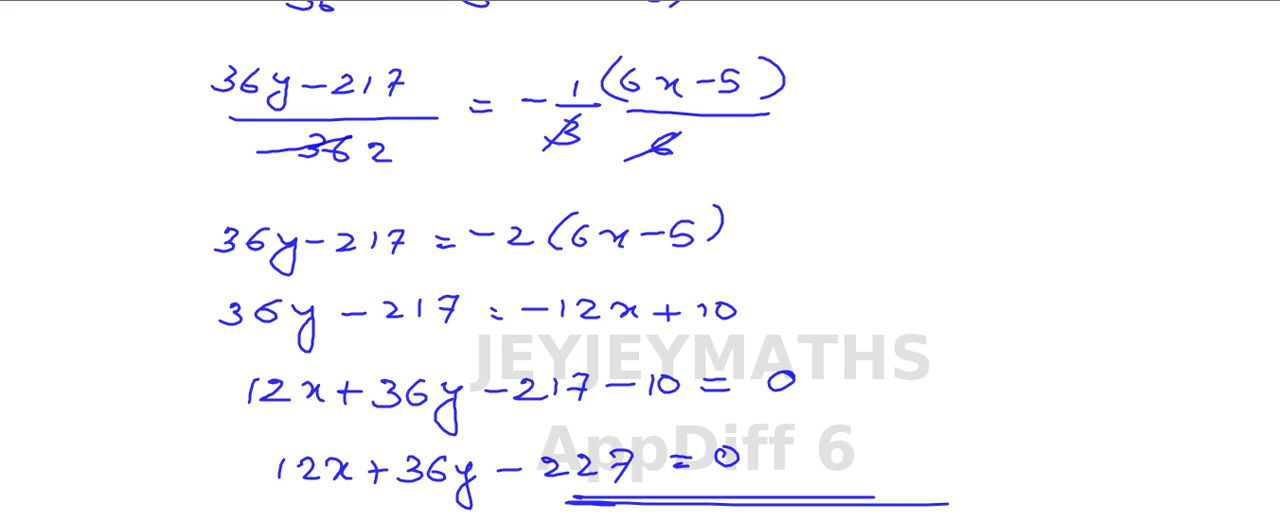 36y - 217 / 36 2 = - 1/3 (6x - 5) / 6
36y - 217 = -2(6x - 5)
36y - 217 = -12x + 10
12x + 36y - 217 - 10 = 0
12x + 36y - 227 = 0
JEYJEYMATHS
AppDiff 6